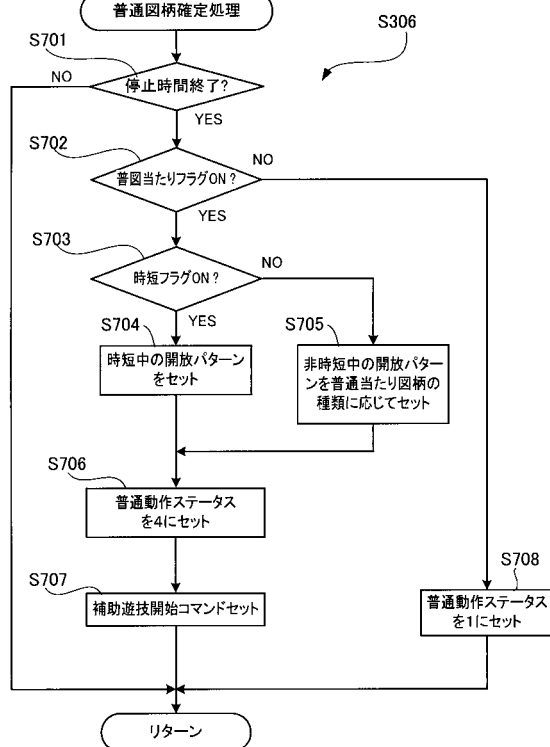 普通図柄確定処理
S306
S701
停止時間終了?
NO
YES
S702
普図当たりフラグON?
NO
YES
S703
時短フラグON?
NO
YES
S704
時短中の開放パターン
をセット
S705
非時短中の開放パター
ンを普通当たり図柄の
種類に応じてセット
S706
普通動作ステータス
を4にセット
S707
補助遊技開始コマンドセット
S708
普通動作ステータス
を1にセット
リターン